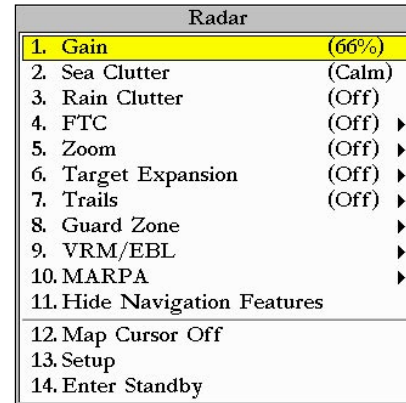 Radar
1. Gain (66%)
2. Sea Clutter (Calm)
3. Rain Clutter (Off)
4. FTC (Off)
5. Zoom (Off)
6. Target Expansion (Off)
7. Trails (Off)
8. Guard Zone
9. VRM/EBL
10. MARPA
11. Hide Navigation Features
12. Map Cursor Off
13. Setup
14. Enter Standby